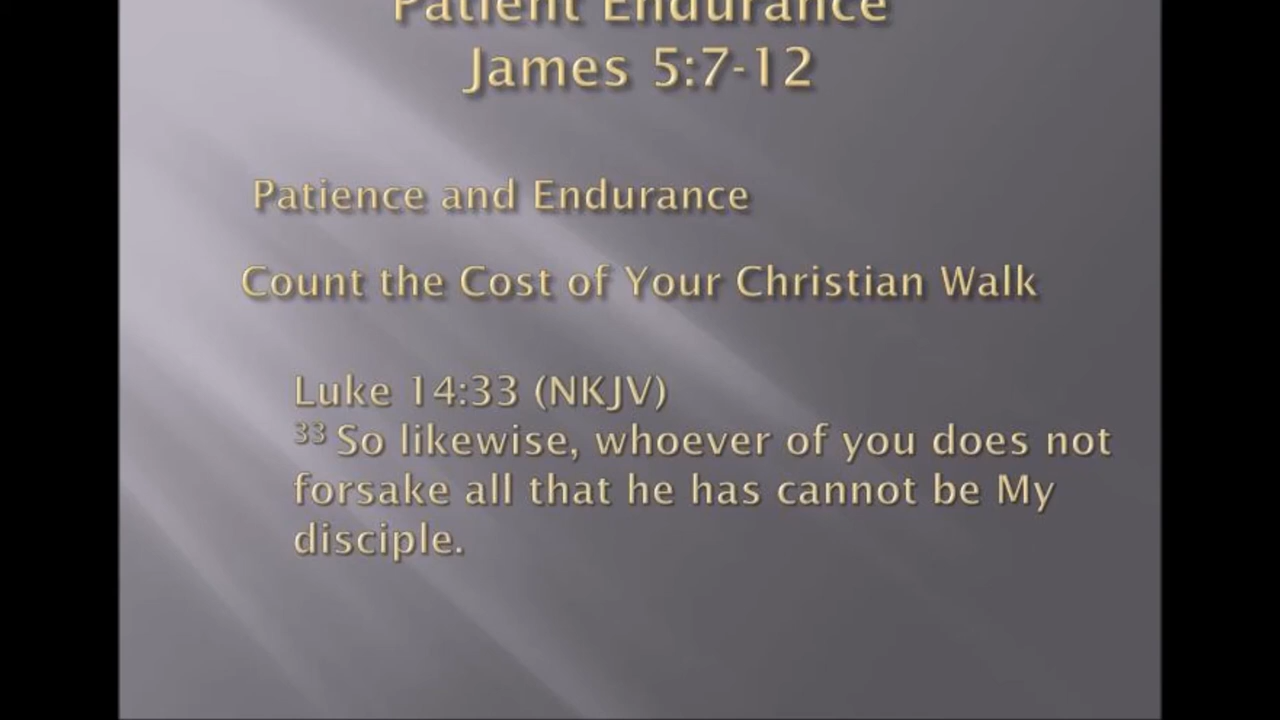 Patient Endurance
James 5:7-12
Patience and Endurance
Count the Cost of Your Christian Walk
Luke 14:33 (NKJV)
33 So likewise, whoever of you does not
forsake all that he has cannot be My
disciple.